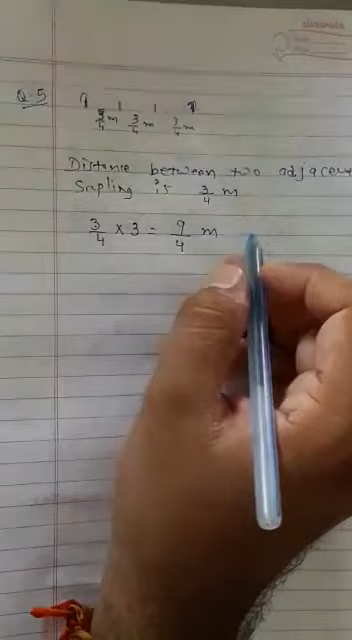 classmate
Q.5
3/4 m 3/4 m 3/4 m
Distance between two adjacent
Sapling is 3/4 m
3/4 × 3 = 9/4 m